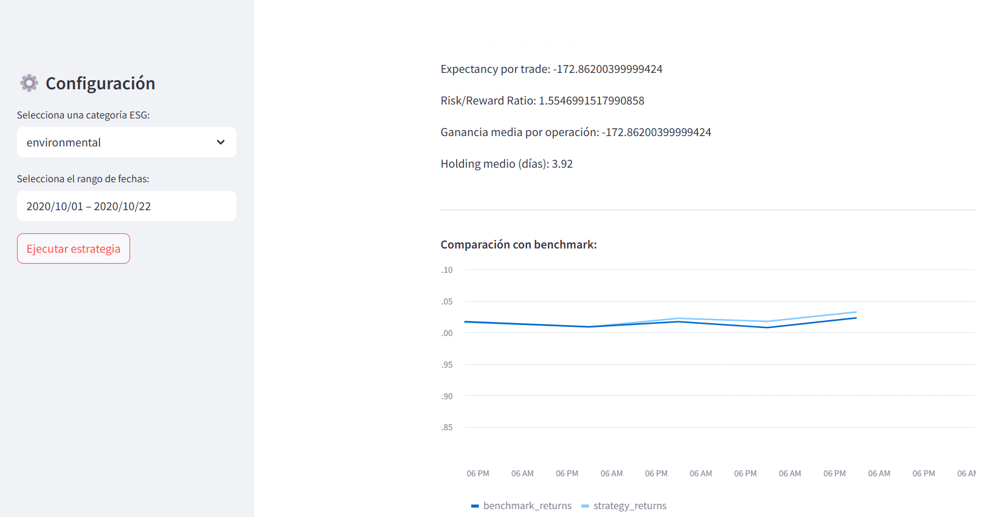 Configuración
Selecciona una categoría ESG:
environmental
Selecciona el rango de fechas:
2020/10/01 – 2020/10/22
Ejecutar estrategia
Expectancy por trade: -172.86200399999424
Risk/Reward Ratio: 1.5546991517990858
Ganancia media por operación: -172.86200399999424
Holding medio (días): 3.92
Comparación con benchmark:
.10
.05
.00
.95
.90
.85
06 PM 06 AM 06 PM 06 AM 06 PM 06 AM 06 PM 06 AM 06 PM 06 AM 06 PM 06 A
benchmark_returns strategy_returns